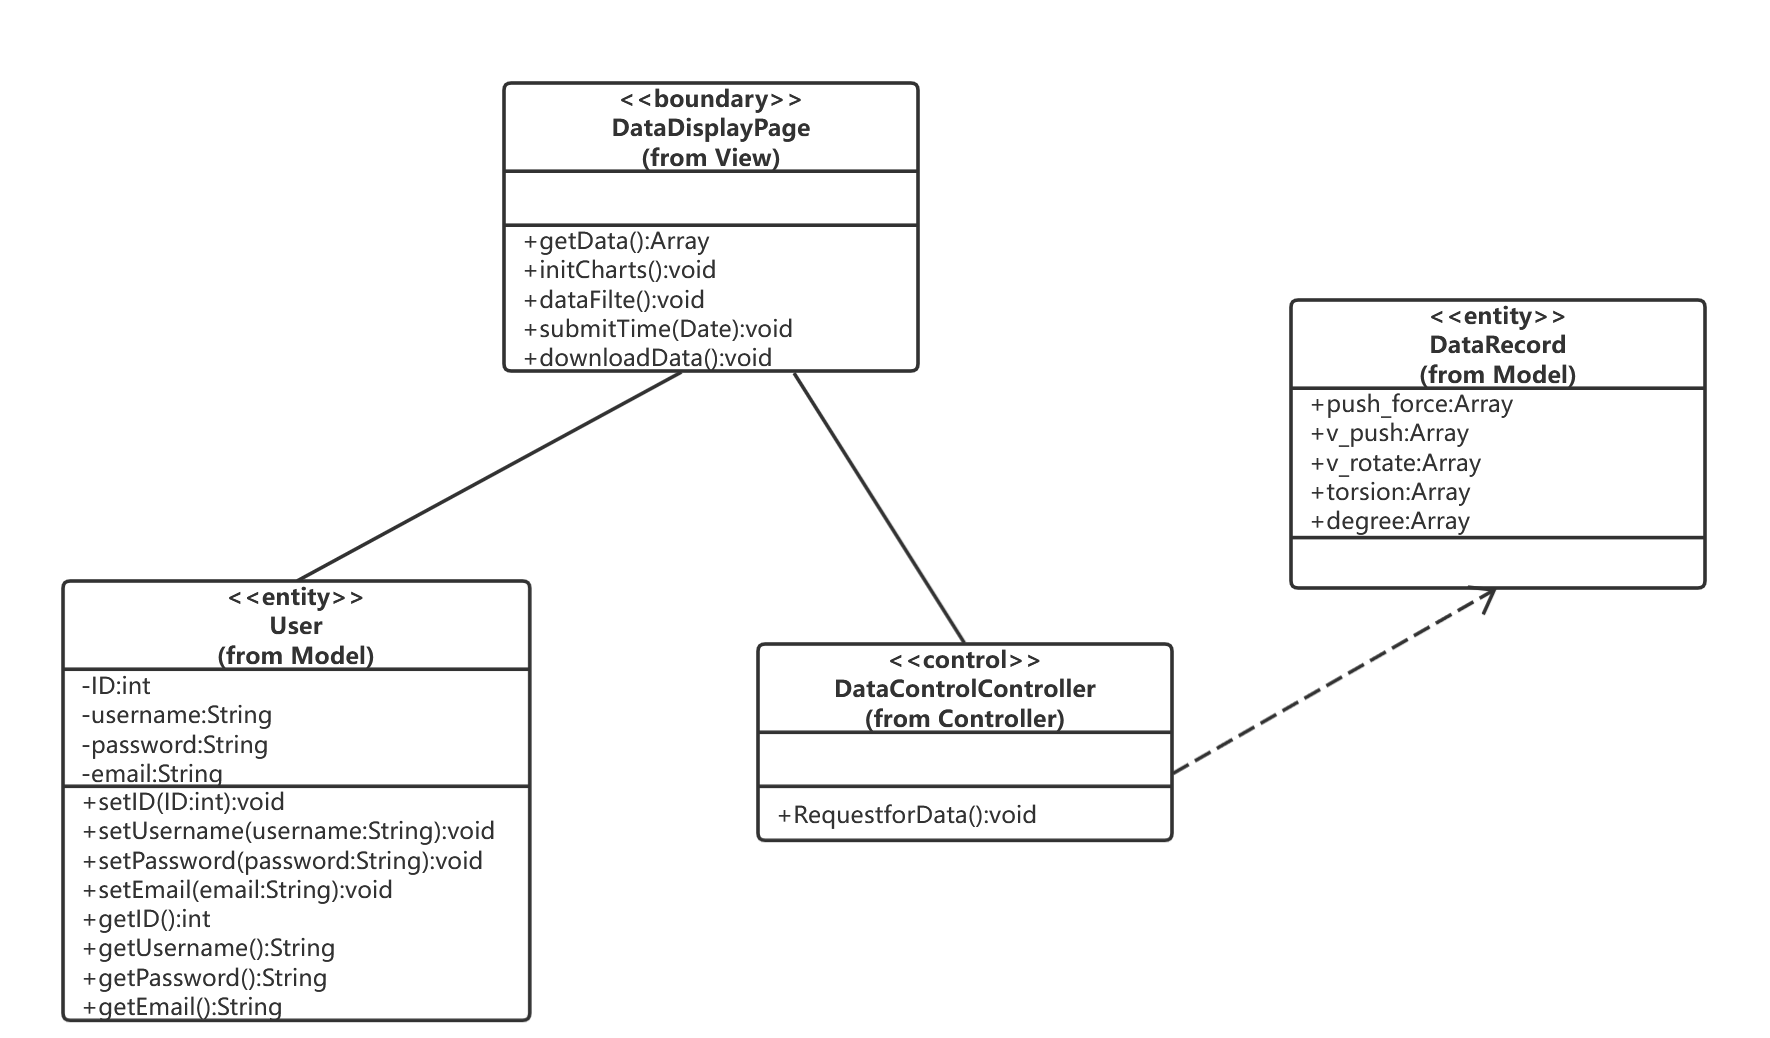 <<boundary>>
DataDisplayPage
(from View)
+getData():Array
+initCharts():void
+dataFilte():void
+submitTime(Date):void
+downloadData():void
<<entity>>
DataRecord
(from Model)
+push_force:Array
+v_push:Array
+v_rotate:Array
+torsion:Array
+degree:Array
<<entity>>
User
(from Model)
-ID:int
-username:String
-password:String
-email:String
+setID(ID:int):void
+setUsername(username:String):void
+setPassword(password:String):void
+setEmail(email:String):void
+getID():int
+getUsername():String
+getPassword():String
+getEmail():String
<<control>>
DataControlController
(from Controller)
+RequestforData():void